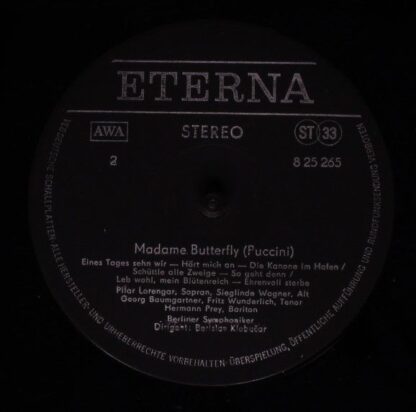 ETERNA
AWA
STEREO
ST 33
2
8 25 265
Madame Butterfly (Puccini)
Eines Tages sehn wir — Hört mich an — Die Kanone im Hafen /
Schüttle alle Zweige — So geht denn /
Leb wohl, mein Blütenreich — Ehrenvoll sterbe
Pilar Lorengar, Sopran, Sieglinde Wagner, Alt
Georg Baumgartner, Fritz Wunderlich, Tenor
Hermann Prey, Bariton
Berliner Symphoniker
Dirigent: Berislav Klobučar
VEB DEUTSCHE SCHALLPLATTEN · ALLE HERSTELLER- UND URHEBERRECHTE VORBEHALTEN · ÜBERSPIELUNG, ÖFFENTLICHE AUFFÜHRUNG UND RUNDFUNKSENDUNG VERBOTEN